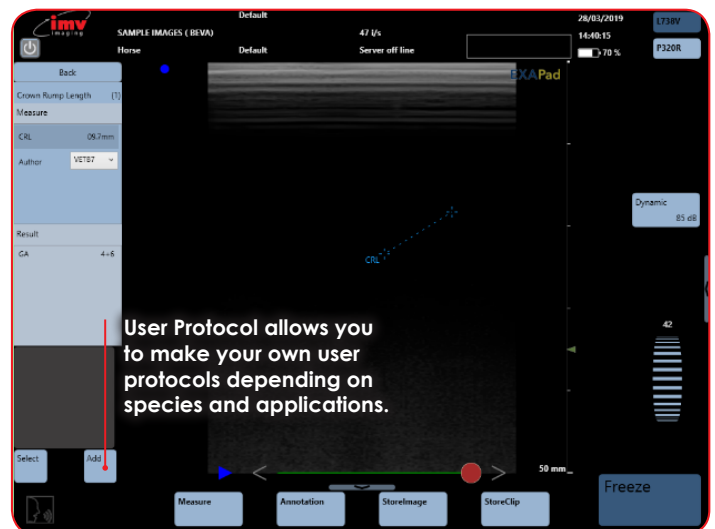 imv
imaging
SAMPLE IMAGES ( BEVA)
Default
47 i/s
28/03/2019
14:40:15
L738V
Horse
Default
Server off line
70 %
P320R
Back
EXAPad
Crown Rump Length (1)
Measure
CRL 09.7mm
Author VETB7
Dynamic
85 dB
Result
GA 4+6
CRL
42
User Protocol allows you
to make your own user
protocols depending on
species and applications.
Select Add
50 mm
Freeze
Measure Annotation StoreImage StoreClip